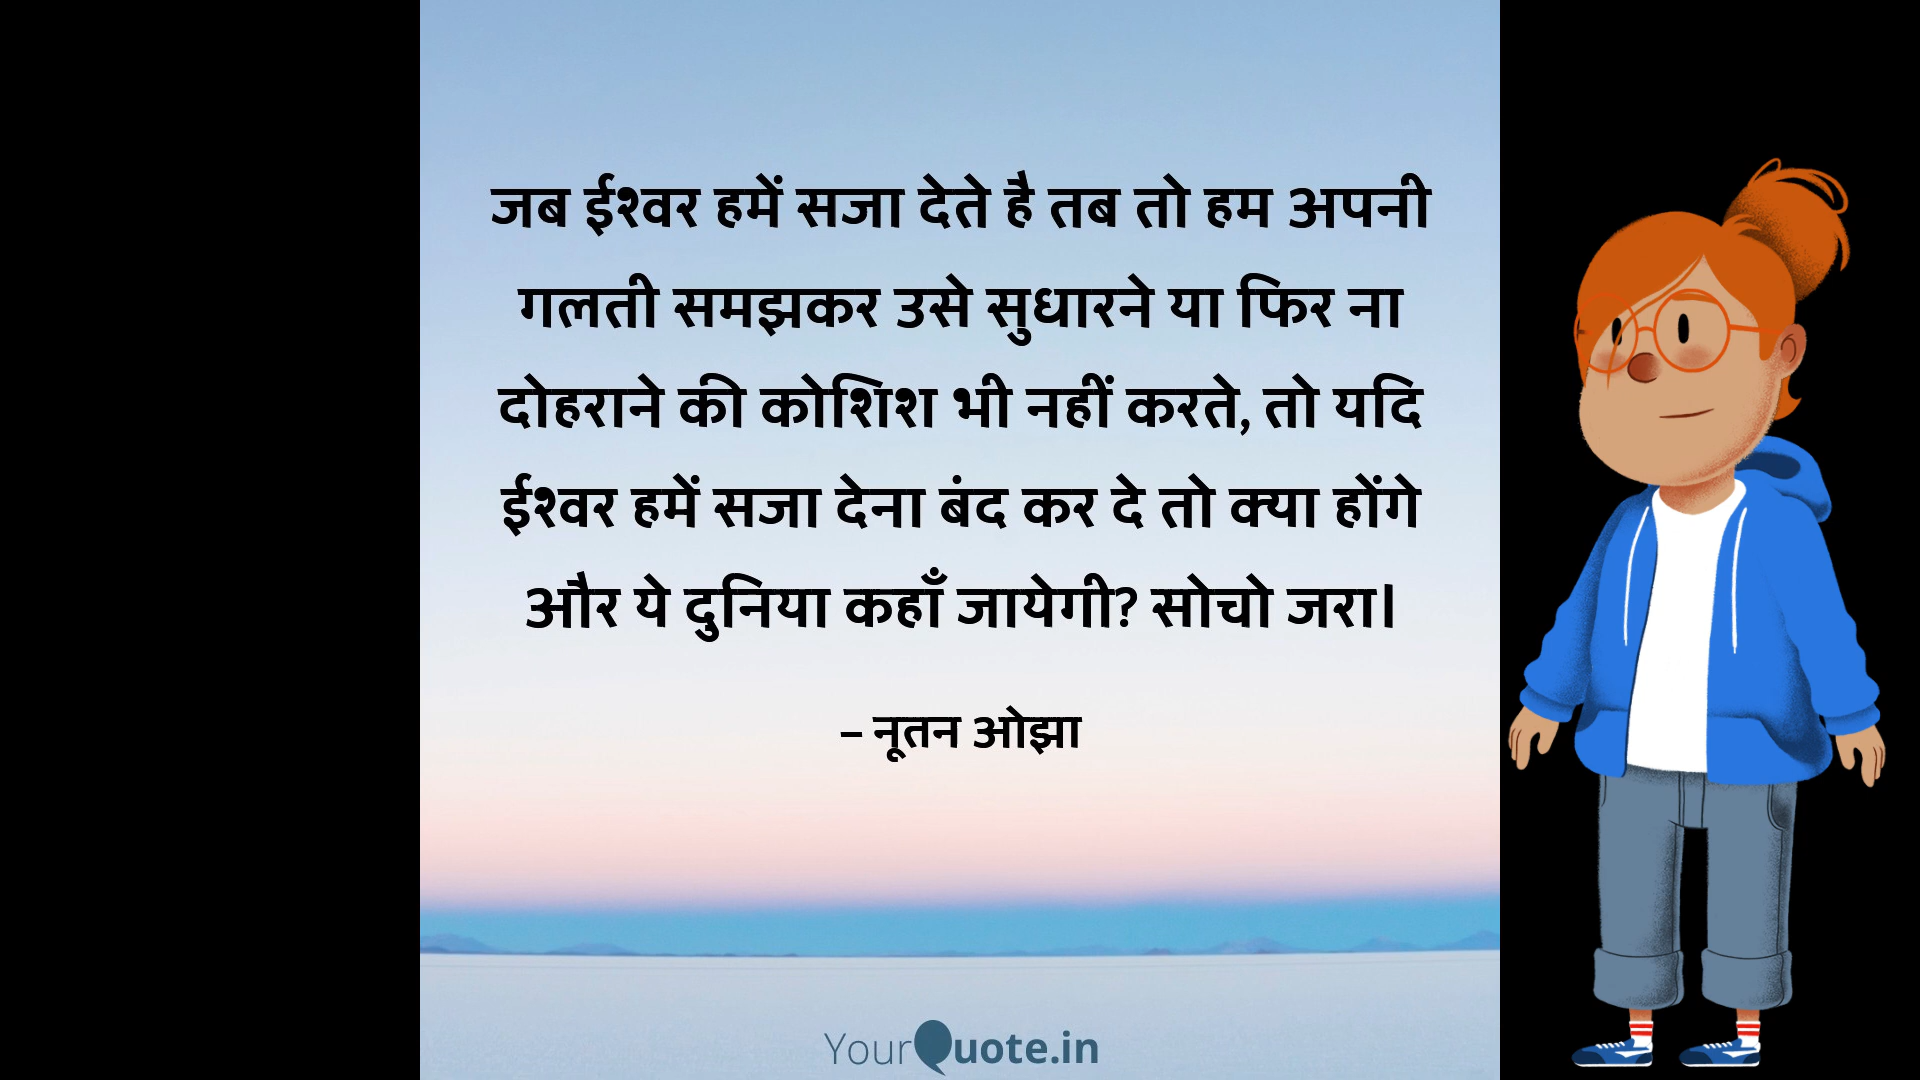 जब ईश्वर हमें सजा देते है तब तो हम अपनी
गलती समझकर उसे सुधारने या फिर ना
दोहराने की कोशिश भी नहीं करते, तो यदि
ईश्वर हमें सजा देना बंद कर दे तो क्या होंगे
और ये दुनिया कहाँ जायेगी? सोचो जरा।
– नूतन ओझा
YourQuote.in